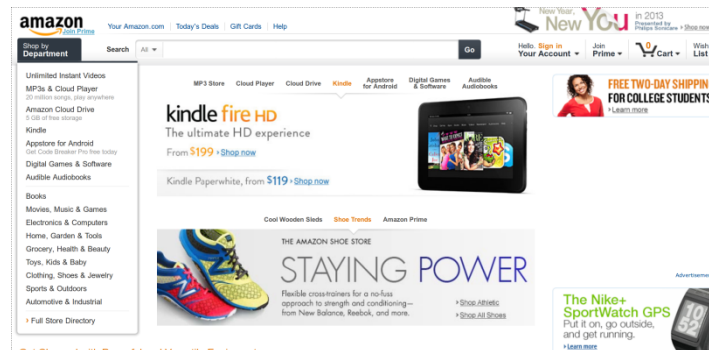 amazon
Join Prime
Your Amazon.com
Today's Deals
Gift Cards
Help
New Year,
New YOU
in 2013
Presented by
Philips Sonicare
Shop now
Shop by
Department
Search
All
Go
Hello. Sign in
Your Account
Join
Prime
0
Cart
Wish
List
Unlimited Instant Videos
MP3s & Cloud Player
20 million songs, play anywhere
Amazon Cloud Drive
5 GB of free storage
Kindle
Appstore for Android
Get Code Breaker Pro free today
Digital Games & Software
Audible Audiobooks
Books
Movies, Music & Games
Electronics & Computers
Home, Garden & Tools
Grocery, Health & Beauty
Toys, Kids & Baby
Clothing, Shoes & Jewelry
Sports & Outdoors
Automotive & Industrial
› Full Store Directory
MP3 Store
Cloud Player
Cloud Drive
Kindle
Appstore
for Android
Digital Games
& Software
Audible
Audiobooks
kindle fire HD
The ultimate HD experience
From $199 › Shop now
Kindle Paperwhite, from $119 › Shop now
Cool Wooden Sleds
Shoe Trends
Amazon Prime
THE AMAZON SHOE STORE
STAYING POWER
Flexible cross-trainers for a no-fuss
approach to strength and conditioning—
from New Balance, Reebok, and more.
› Shop Athletic
› Shop All Shoes
FREE TWO-DAY SHIPPIN
FOR COLLEGE STUDENTS
› Learn more
Advertiseme
The Nike+
SportWatch GPS
Put it on, go outside,
and get running.
› Learn more
10
52